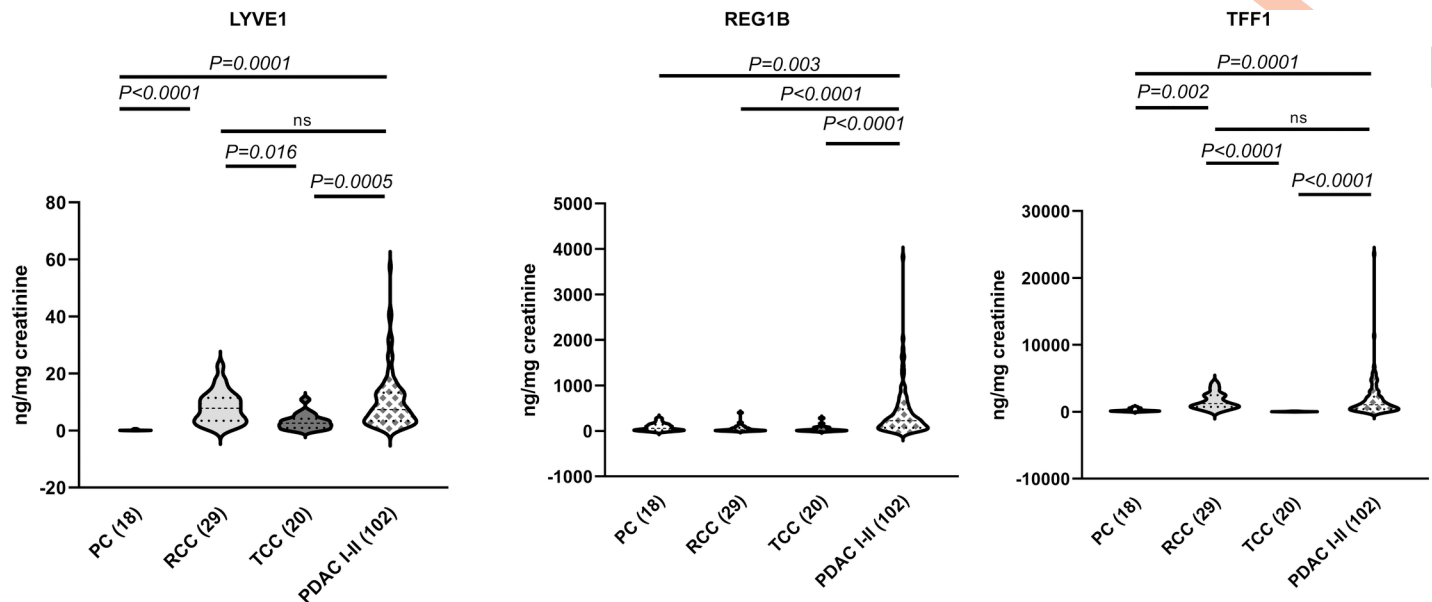 LYVE1
P=0.0001
P<0.0001
ns
P=0.016
P=0.0005
80
60
40
20
0
-20
ng/mg creatinine
PC (18)
RCC (29)
TCC (20)
PDAC I-II (102)
REG1B
P=0.003
P<0.0001
P<0.0001
5000
4000
3000
2000
1000
0
-1000
ng/mg creatinine
PC (18)
RCC (29)
TCC (20)
PDAC I-II (102)
TFF1
P=0.0001
P=0.002
ns
P<0.0001
P<0.0001
30000
20000
10000
0
-10000
ng/mg creatinine
PC (18)
RCC (29)
TCC (20)
PDAC I-II (102)